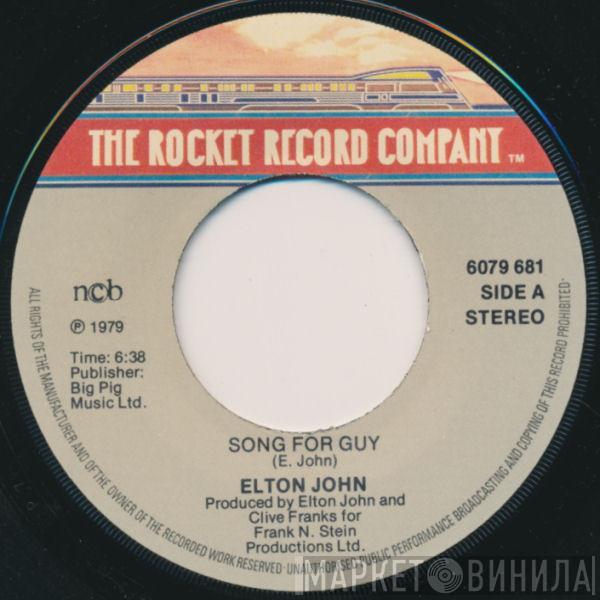 THE ROCKET RECORD COMPANY ™
6079 681
SIDE A
STEREO
ncb
℗ 1979
Time: 6:38
Publisher:
Big Pig
Music Ltd.
SONG FOR GUY
(E. John)
ELTON JOHN
Produced by Elton John and
Clive Franks for
Frank N. Stein
Productions Ltd.
ALL RIGHTS OF THE MANUFACTURER AND OF THE OWNER OF THE RECORDED WORK RESERVED · UNAUTHORISED PUBLIC PERFORMANCE BROADCASTING AND COPYING OF THIS RECORD PROHIBITED ·
МАРКЕТ ВИНИЛА